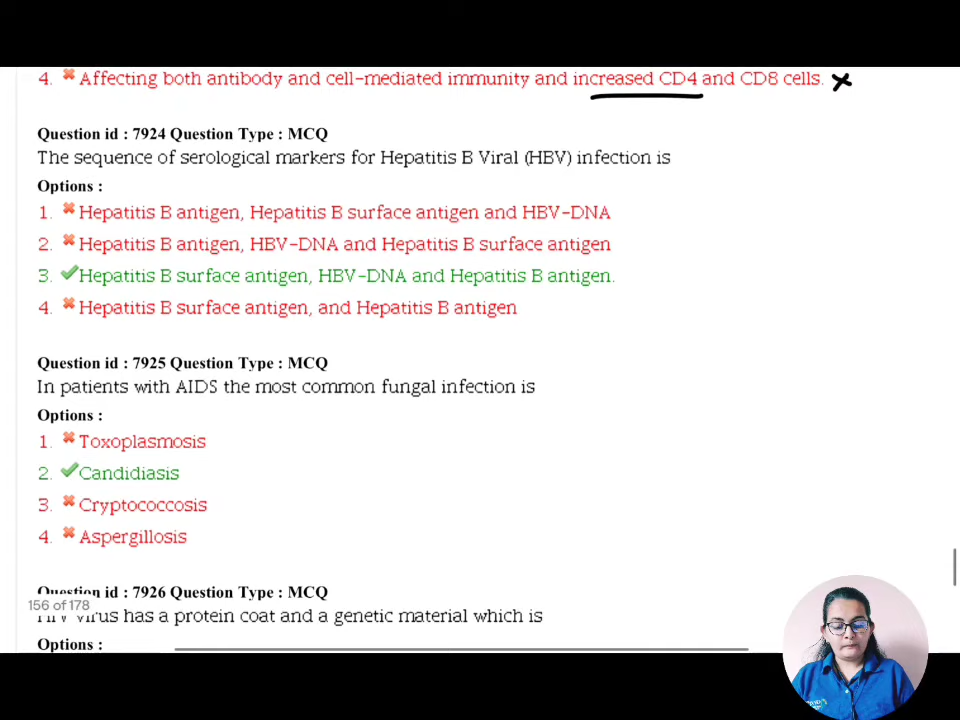 4. Affecting both antibody and cell-mediated immunity and increased CD4 and CD8 cells.
Question id : 7924 Question Type : MCQ
The sequence of serological markers for Hepatitis B Viral (HBV) infection is
Options :
1. Hepatitis B antigen, Hepatitis B surface antigen and HBV-DNA
2. Hepatitis B antigen, HBV-DNA and Hepatitis B surface antigen
3. Hepatitis B surface antigen, HBV-DNA and Hepatitis B antigen.
4. Hepatitis B surface antigen, and Hepatitis B antigen
Question id : 7925 Question Type : MCQ
In patients with AIDS the most common fungal infection is
Options :
1. Toxoplasmosis
2. Candidiasis
3. Cryptococcosis
4. Aspergillosis
Question id : 7926 Question Type : MCQ
156 of 178
HIV virus has a protein coat and a genetic material which is
Options :